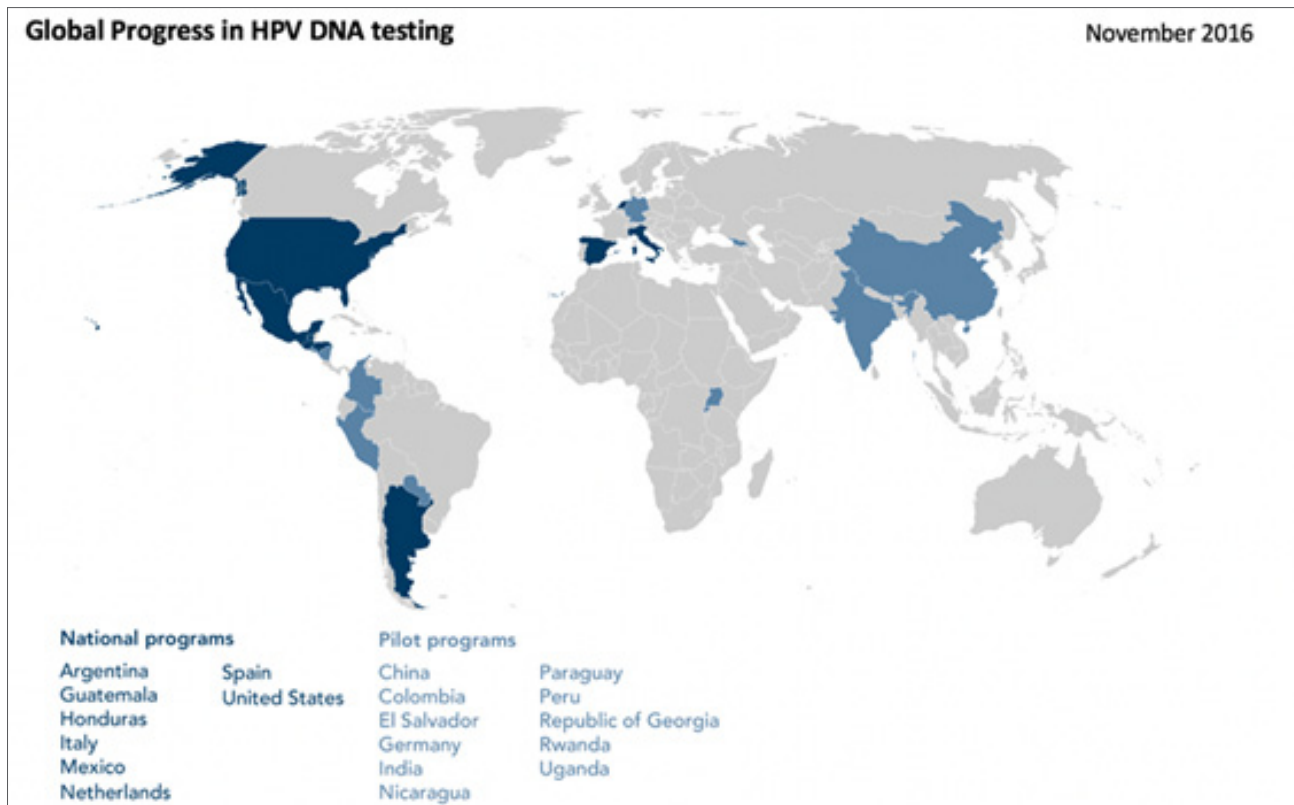 Global Progress in HPV DNA testing
November 2016
National programs
Argentina
Guatemala
Honduras
Italy
Mexico
Netherlands
Spain
United States
Pilot programs
China
Colombia
El Salvador
Germany
India
Nicaragua
Paraguay
Peru
Republic of Georgia
Rwanda
Uganda